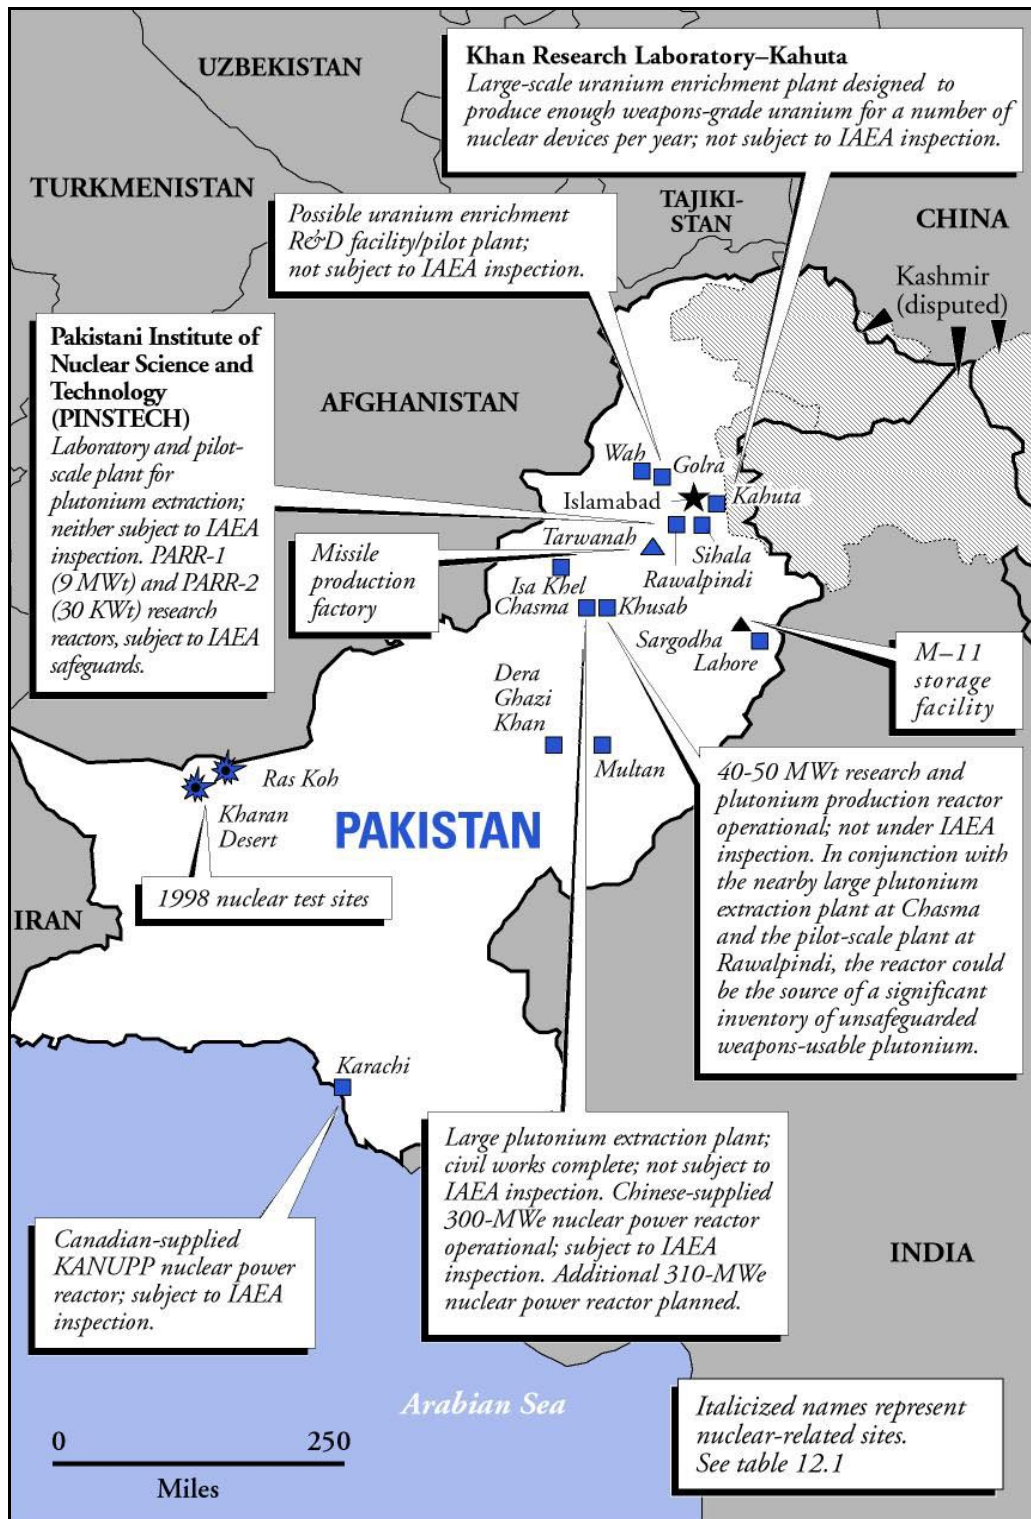 UZBEKISTAN
Khan Research Laboratory–Kahuta
Large-scale uranium enrichment plant designed to
produce enough weapons-grade uranium for a number of
nuclear devices per year; not subject to IAEA inspection.
TURKMENISTAN
TAJIKI-
STAN
CHINA
Possible uranium enrichment
R&D facility/pilot plant;
not subject to IAEA inspection.
Kashmir
(disputed)
Pakistani Institute of
Nuclear Science and
Technology
(PINSTECH)
Laboratory and pilot-
scale plant for
plutonium extraction;
neither subject to IAEA
inspection. PARR-1
(9 MWt) and PARR-2
(30 KWt) research
reactors, subject to IAEA
safeguards.
AFGHANISTAN
Wah
Golra
Islamabad
Kahuta
Tarwanah
Sihala
Rawalpindi
Missile
production
factory
Isa Khel
Chasma
Khusab
Sargodha
Lahore
M–11
storage
facility
Dera
Ghazi
Khan
Multan
Ras Koh
Kharan
Desert
PAKISTAN
1998 nuclear test sites
IRAN
40-50 MWt research and
plutonium production reactor
operational; not under IAEA
inspection. In conjunction with
the nearby large plutonium
extraction plant at Chasma
and the pilot-scale plant at
Rawalpindi, the reactor could
be the source of a significant
inventory of unsafeguarded
weapons-usable plutonium.
Karachi
Large plutonium extraction plant;
civil works complete; not subject to
IAEA inspection. Chinese-supplied
300-MWe nuclear power reactor
operational; subject to IAEA
inspection. Additional 310-MWe
nuclear power reactor planned.
Canadian-supplied
KANUPP nuclear power
reactor; subject to IAEA
inspection.
INDIA
Arabian Sea
Italicized names represent
nuclear-related sites.
See table 12.1
0 250
Miles